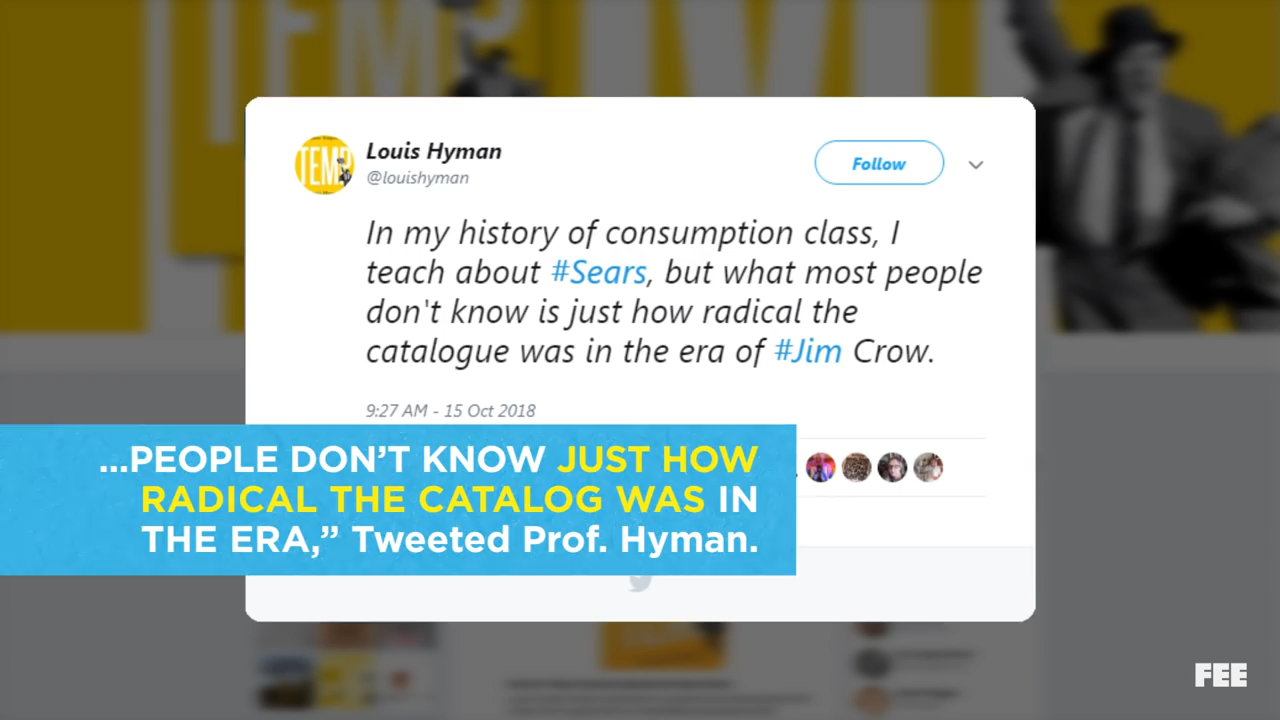 TEMP
Louis Hyman
@louishyman
Follow
In my history of consumption class, I
teach about #Sears, but what most people
don't know is just how radical the
catalogue was in the era of #Jim Crow.
9:27 AM - 15 Oct 2018
...PEOPLE DON'T KNOW JUST HOW
RADICAL THE CATALOG WAS IN
THE ERA,” Tweeted Prof. Hyman.
FEE